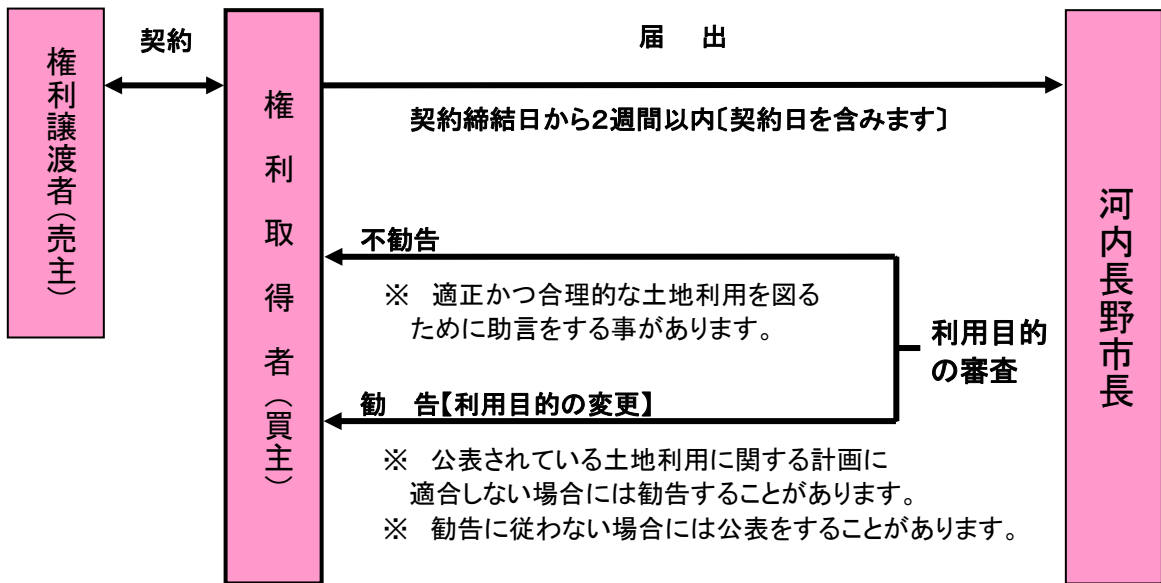 権利譲渡者（売主）
契約
権利取得者（買主）
届　出
契約締結日から２週間以内〔契約日を含みます〕
不勧告
※　適正かつ合理的な土地利用を図る
ために助言をする事があります。
利用目的
の審査
勧　告【利用目的の変更】
※　公表されている土地利用に関する計画に
適合しない場合には勧告することがあります。
※　勧告に従わない場合には公表をすることがあります。
河内長野市長